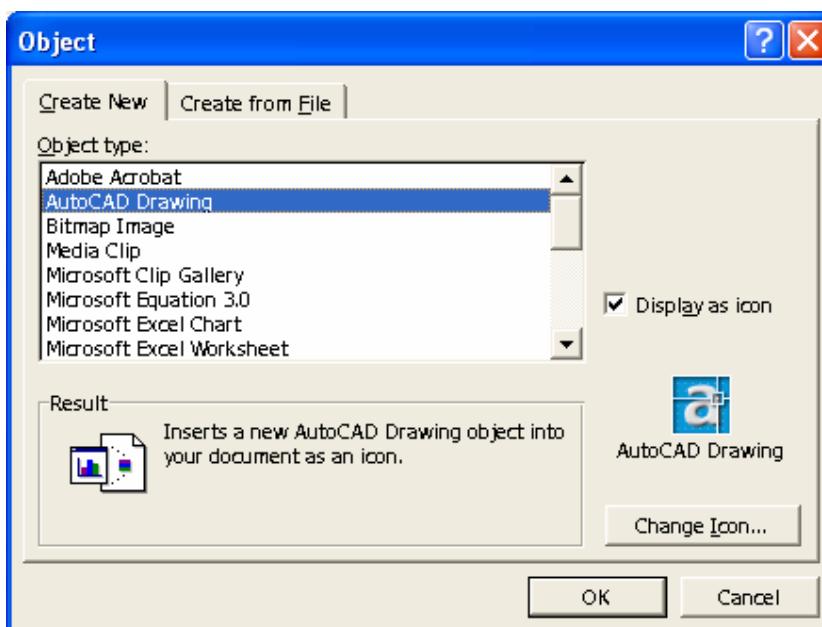 Object
Create New
Create from File
Object type:
Adobe Acrobat
AutoCAD Drawing
Bitmap Image
Media Clip
Microsoft Clip Gallery
Microsoft Equation 3.0
Microsoft Excel Chart
Microsoft Excel Worksheet
Display as icon
Result
Inserts a new AutoCAD Drawing object into
your document as an icon.
a
AutoCAD Drawing
Change Icon...
OK
Cancel